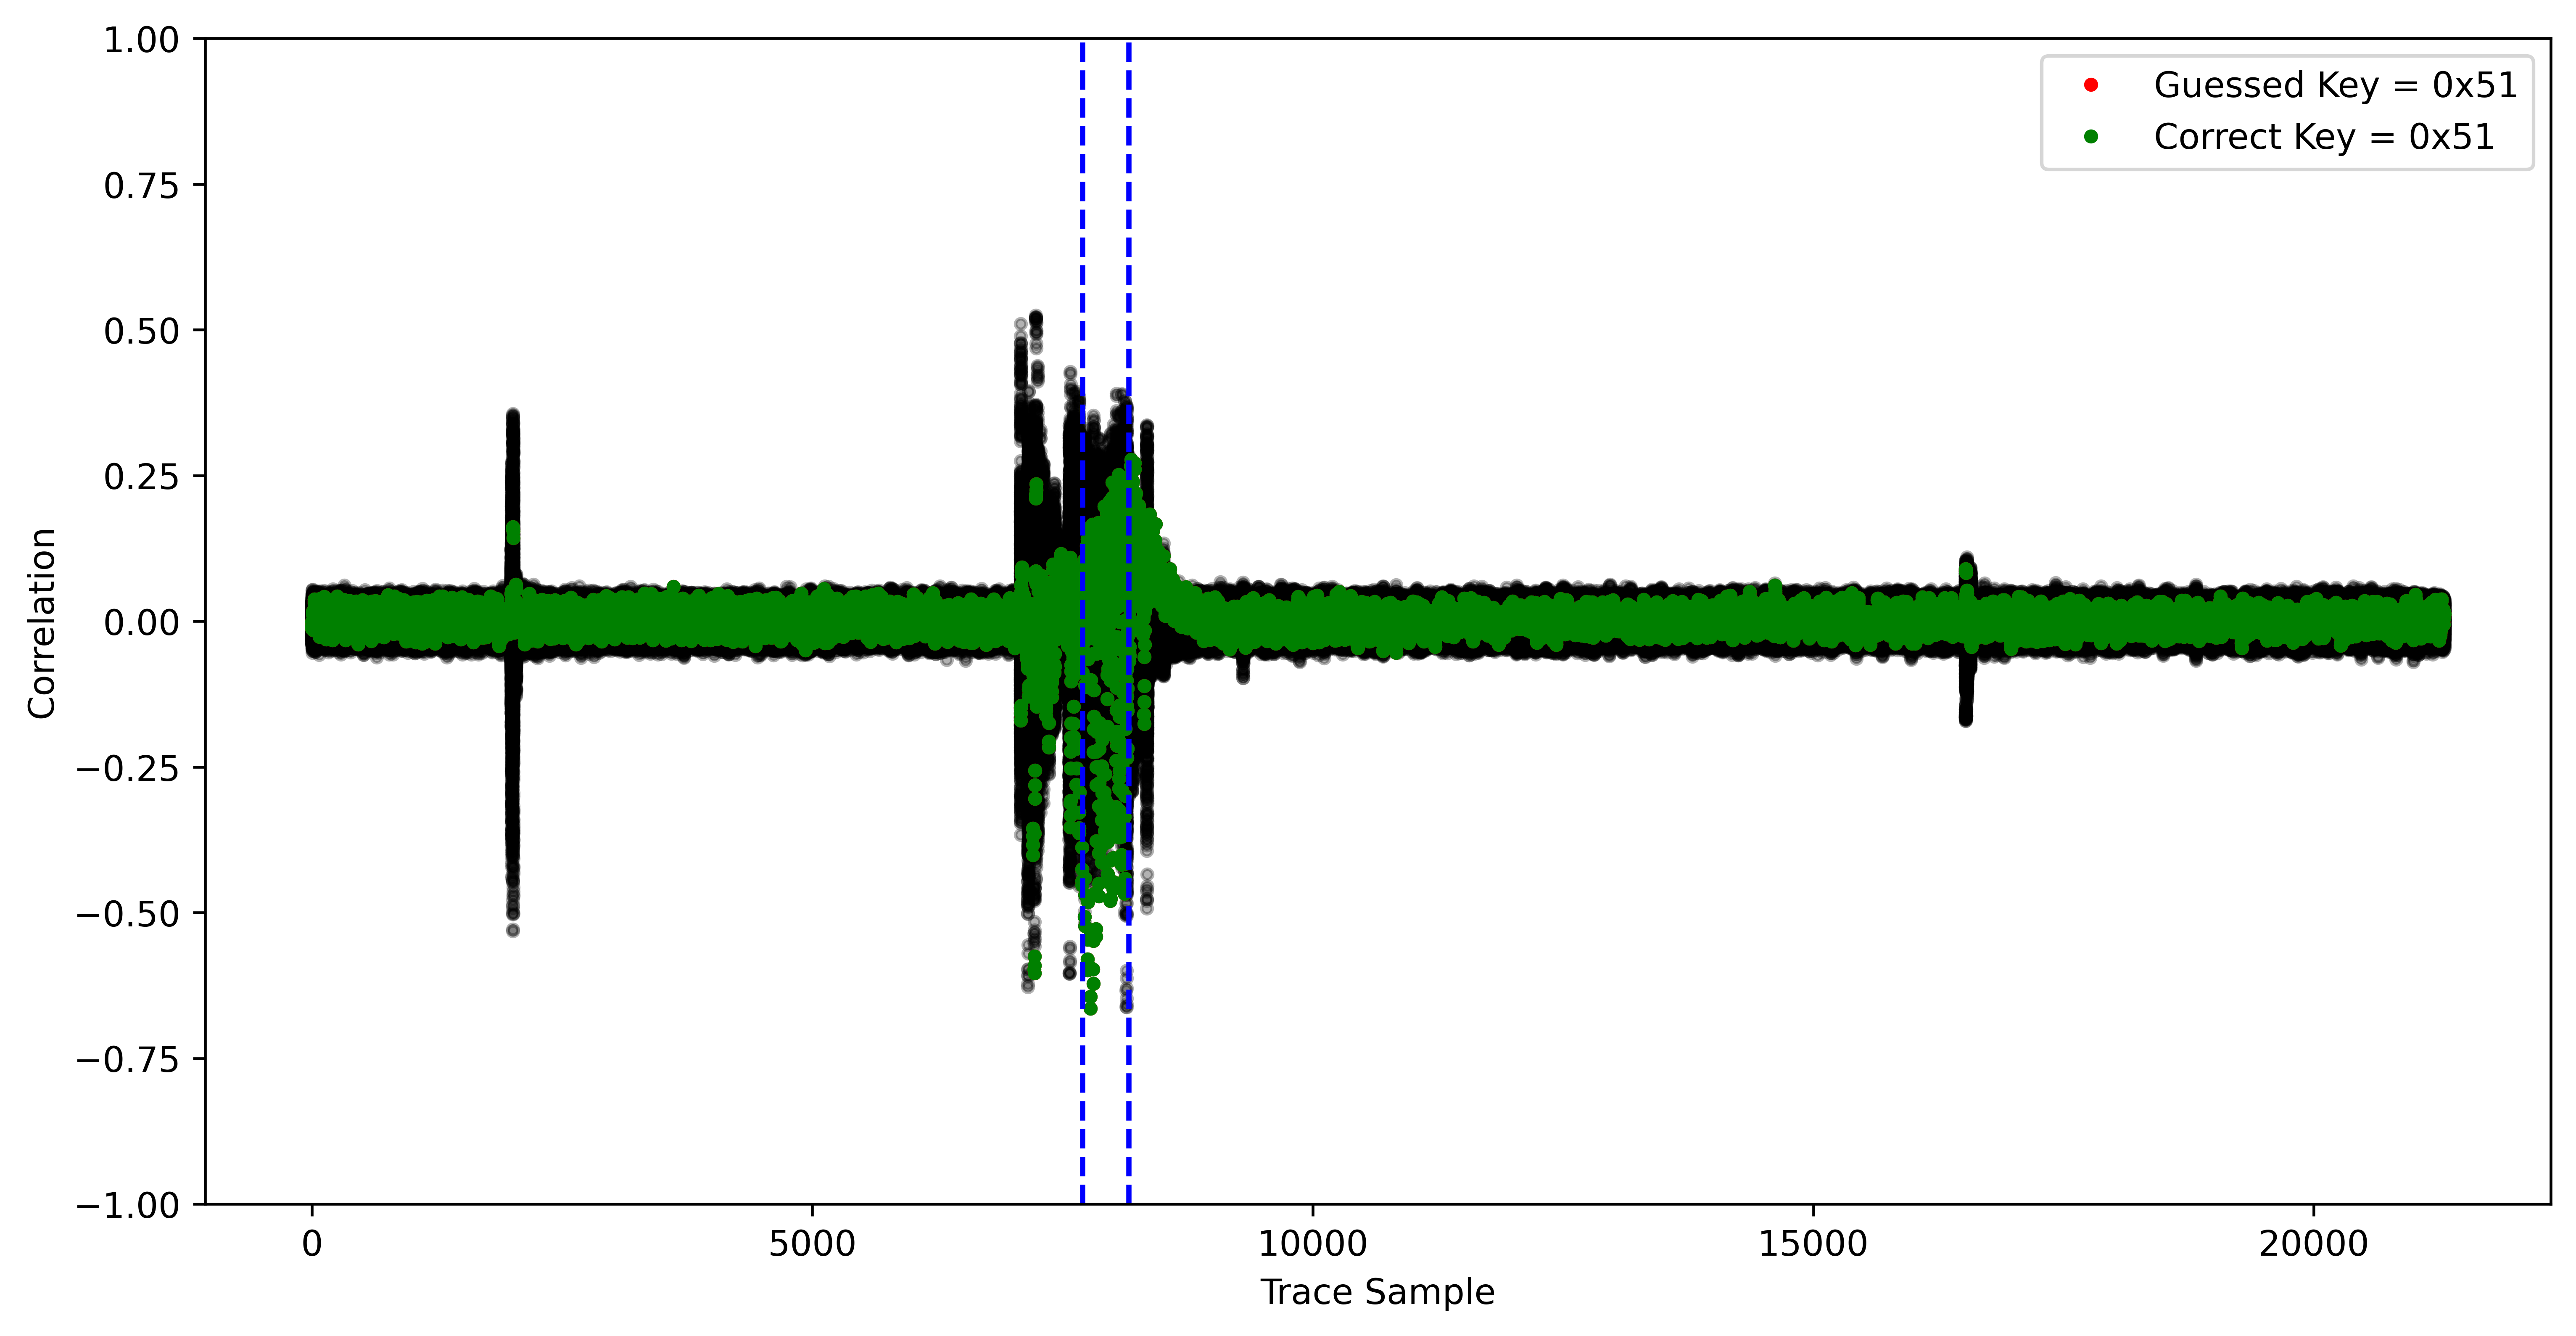 1.00
0.75
0.50
0.25
0.00
−0.25
−0.50
−0.75
−1.00
Correlation
Guessed Key = 0x51
Correct Key = 0x51
0 5000 10000 15000 20000
Trace Sample